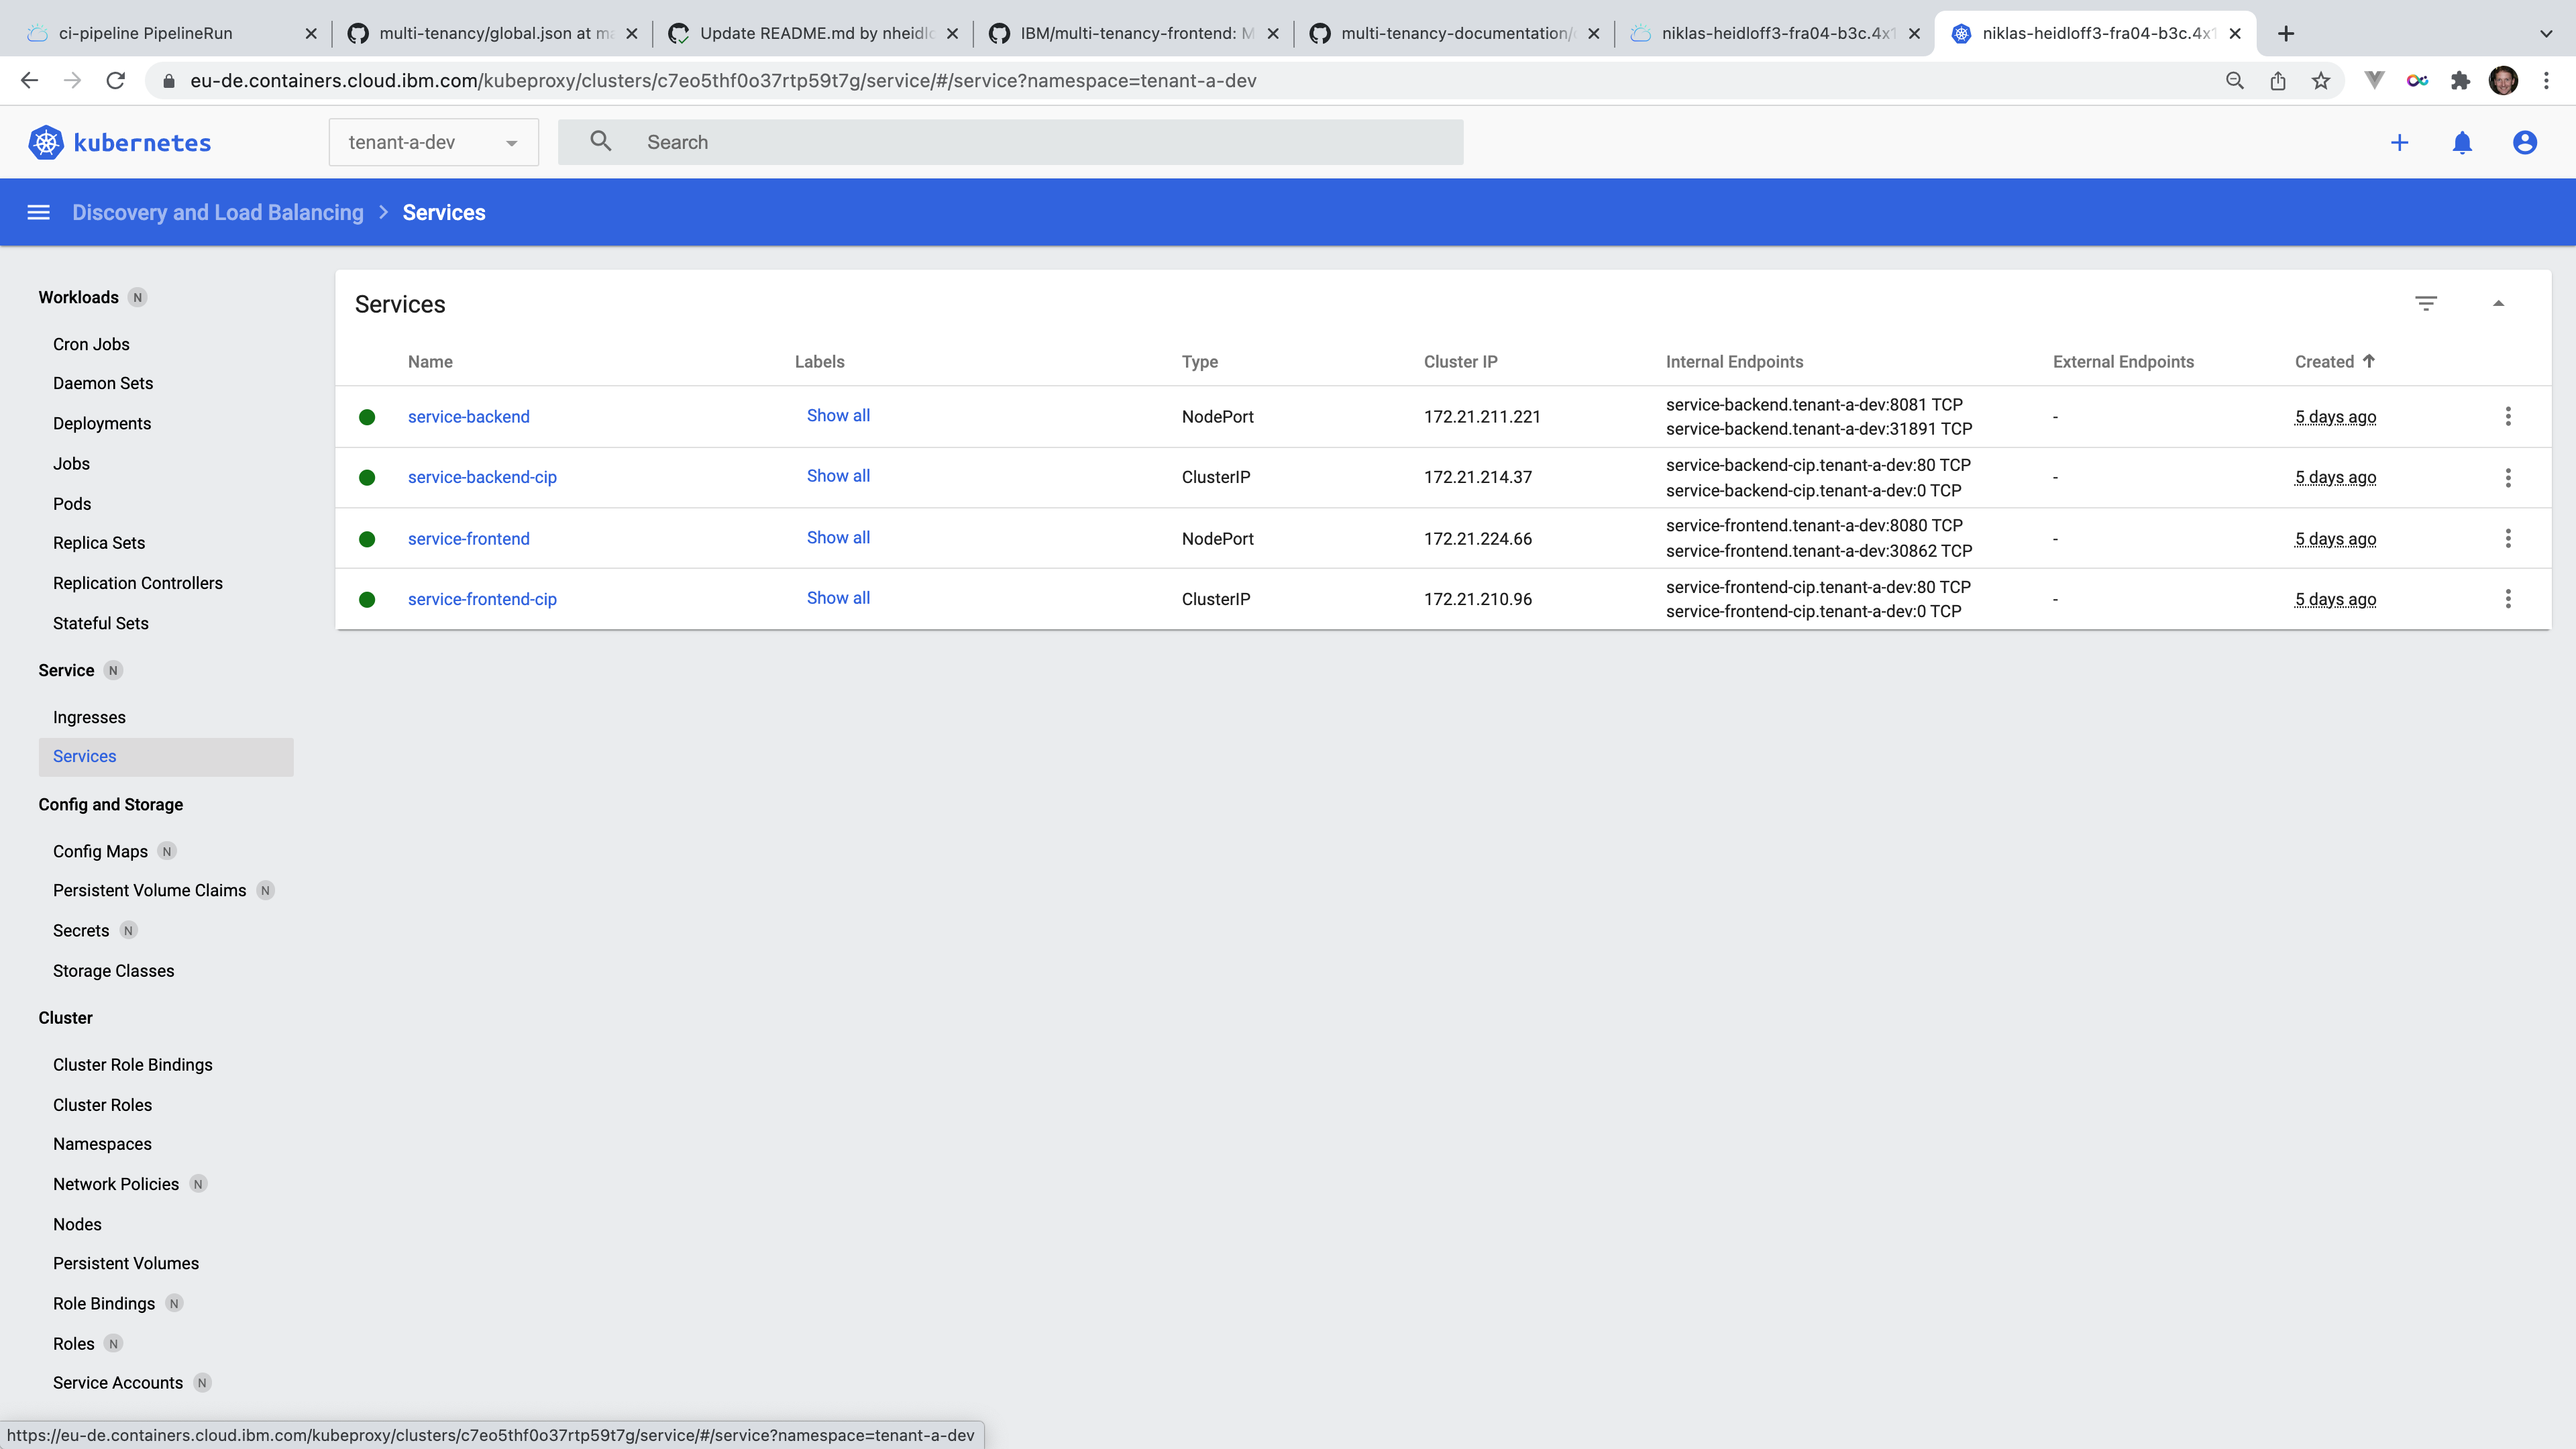 ci-pipeline PipelineRun
multi-tenancy/global.json at ma
Update README.md by nheidlo
IBM/multi-tenancy-frontend: M
multi-tenancy-documentation/
niklas-heidloff3-fra04-b3c.4x1
niklas-heidloff3-fra04-b3c.4x1
eu-de.containers.cloud.ibm.com/kubeproxy/clusters/c7eo5thf0o37rtp59t7g/service/#/service?namespace=tenant-a-dev
kubernetes
tenant-a-dev
Search
Discovery and Load Balancing > Services
Workloads N
Cron Jobs
Daemon Sets
Deployments
Jobs
Pods
Replica Sets
Replication Controllers
Stateful Sets
Service N
Ingresses
Services
Config and Storage
Config Maps N
Persistent Volume Claims N
Secrets N
Storage Classes
Cluster
Cluster Role Bindings
Cluster Roles
Namespaces
Network Policies N
Nodes
Persistent Volumes
Role Bindings N
Roles N
Service Accounts N
Services
Name Labels Type Cluster IP Internal Endpoints External Endpoints Created
service-backend Show all NodePort 172.21.211.221 service-backend.tenant-a-dev:8081 TCP - 5 days ago
service-backend.tenant-a-dev:31891 TCP
service-backend-cip Show all ClusterIP 172.21.214.37 service-backend-cip.tenant-a-dev:80 TCP - 5 days ago
service-backend-cip.tenant-a-dev:0 TCP
service-frontend Show all NodePort 172.21.224.66 service-frontend.tenant-a-dev:8080 TCP - 5 days ago
service-frontend.tenant-a-dev:30862 TCP
service-frontend-cip Show all ClusterIP 172.21.210.96 service-frontend-cip.tenant-a-dev:80 TCP - 5 days ago
service-frontend-cip.tenant-a-dev:0 TCP
https://eu-de.containers.cloud.ibm.com/kubeproxy/clusters/c7eo5thf0o37rtp59t7g/service/#/service?namespace=tenant-a-dev